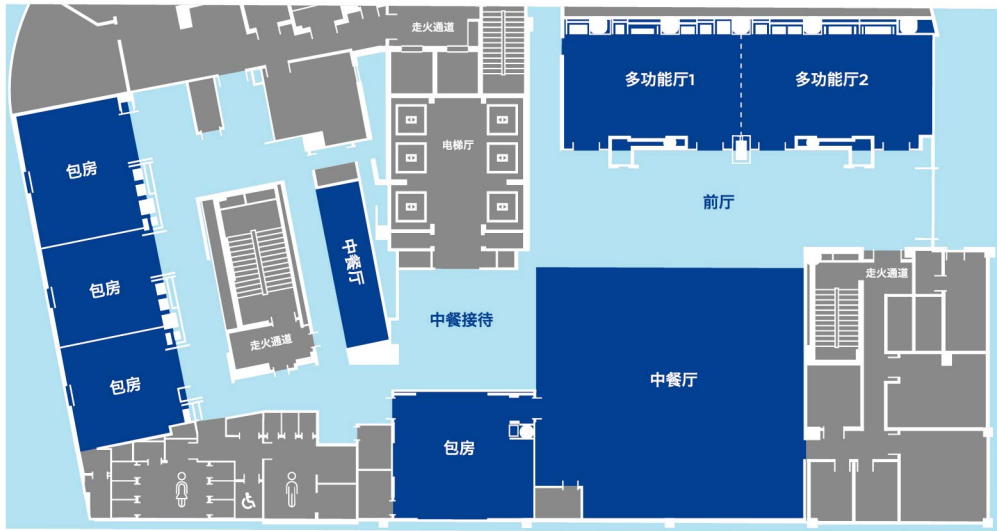 走火通道
多功能厅1
多功能厅2
电梯厅
包房
前厅
中餐厅
包房
走火通道
中餐接待
走火通道
包房
中餐厅
包房